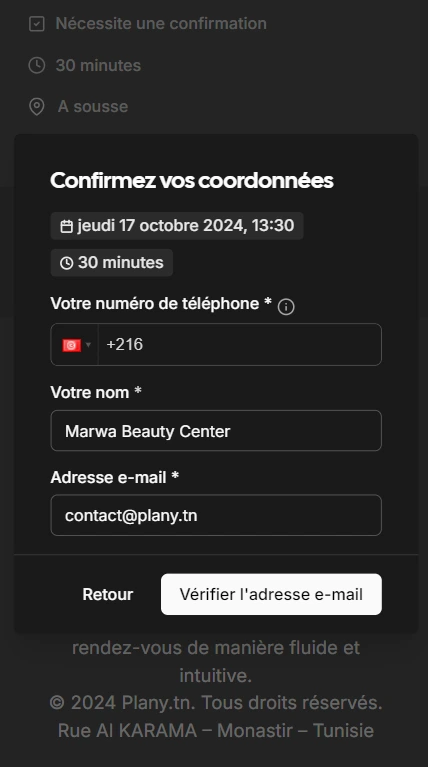 Nécessite une confirmation
30 minutes
A sousse
Confirmez vos coordonnées
jeudi 17 octobre 2024, 13:30
30 minutes
Votre numéro de téléphone *
+216
Votre nom *
Marwa Beauty Center
Adresse e-mail *
contact@plany.tn
Retour Vérifier l'adresse e-mail
rendez-vous de manière fluide et
intuitive.
© 2024 Plany.tn. Tous droits réservés.
Rue Al KARAMA – Monastir – Tunisie